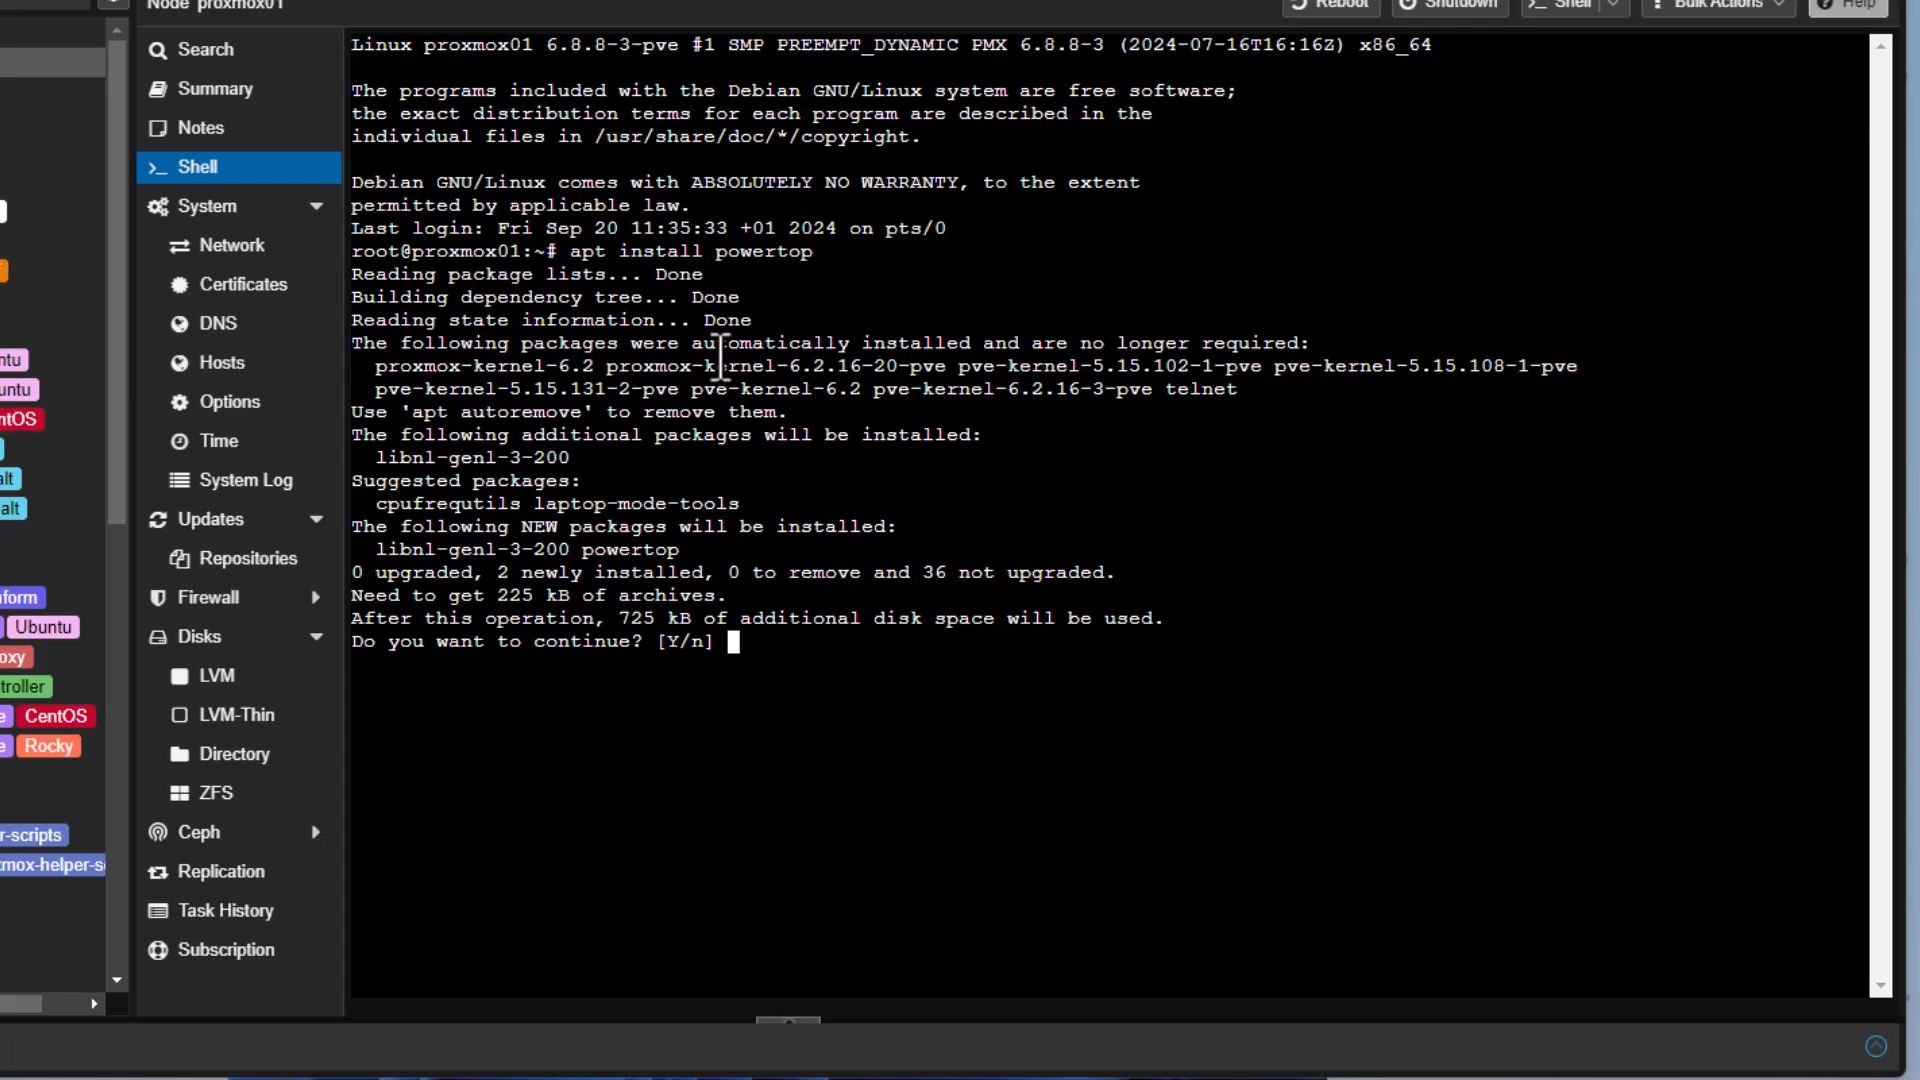 Node 'proxmox01'
Reboot
Shutdown
Shell
Bulk Actions
Help
Search
Summary
Notes
Shell
System
Network
Certificates
DNS
Hosts
Options
Time
System Log
Updates
Repositories
Firewall
Disks
LVM
LVM-Thin
Directory
ZFS
Ceph
Replication
Task History
Subscription
Linux proxmox01 6.8.8-3-pve #1 SMP PREEMPT_DYNAMIC PMX 6.8.8-3 (2024-07-16T16:16Z) x86_64
The programs included with the Debian GNU/Linux system are free software;
the exact distribution terms for each program are described in the
individual files in /usr/share/doc/*/copyright.
Debian GNU/Linux comes with ABSOLUTELY NO WARRANTY, to the extent
permitted by applicable law.
Last login: Fri Sep 20 11:35:33 +01 2024 on pts/0
root@proxmox01:~# apt install powertop
Reading package lists... Done
Building dependency tree... Done
Reading state information... Done
The following packages were automatically installed and are no longer required:
proxmox-kernel-6.2 proxmox-kernel-6.2.16-20-pve pve-kernel-5.15.102-1-pve pve-kernel-5.15.108-1-pve
pve-kernel-5.15.131-2-pve pve-kernel-6.2 pve-kernel-6.2.16-3-pve telnet
Use 'apt autoremove' to remove them.
The following additional packages will be installed:
libnl-genl-3-200
Suggested packages:
cpufrequtils laptop-mode-tools
The following NEW packages will be installed:
libnl-genl-3-200 powertop
0 upgraded, 2 newly installed, 0 to remove and 36 not upgraded.
Need to get 225 kB of archives.
After this operation, 725 kB of additional disk space will be used.
Do you want to continue? [Y/n]
ntu
untu
ntOS
alt
alt
form
Ubuntu
oxy
troller
e CentOS
e Rocky
r-scripts
xmox-helper-s